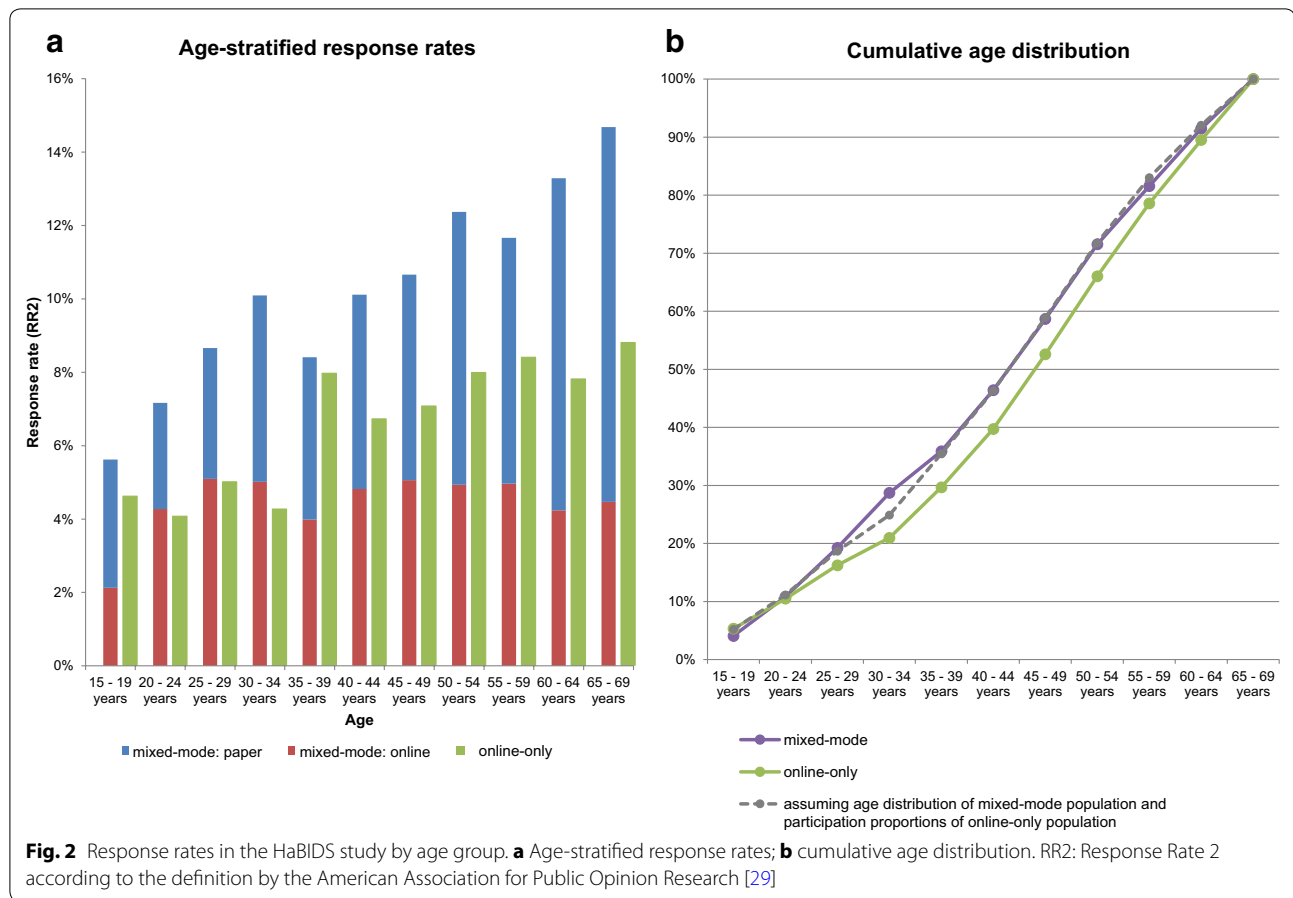 a
Age-stratified response rates
16%
14%
12%
10%
8%
6%
4%
2%
0%
Response rate (RR2)
15 - 19 20 - 24 25 - 29 30 - 34 35 - 39 40 - 44 45 - 49 50 - 54 55 - 59 60 - 64 65 - 69
years years years years years years years years years years years
Age
mixed-mode: paper mixed-mode: online online-only
b
Cumulative age distribution
100%
90%
80%
70%
60%
50%
40%
30%
20%
10%
0%
15 - 19 20 - 24 25 - 29 30 - 34 35 - 39 40 - 44 45 - 49 50 - 54 55 - 59 60 - 64 65 - 69
years years years years years years years years years years years
mixed-mode
online-only
assuming age distribution of mixed-mode population and
participation proportions of online-only population
Fig. 2 Response rates in the HaBIDS study by age group. a Age-stratified response rates; b cumulative age distribution. RR2: Response Rate 2
according to the definition by the American Association for Public Opinion Research [29]